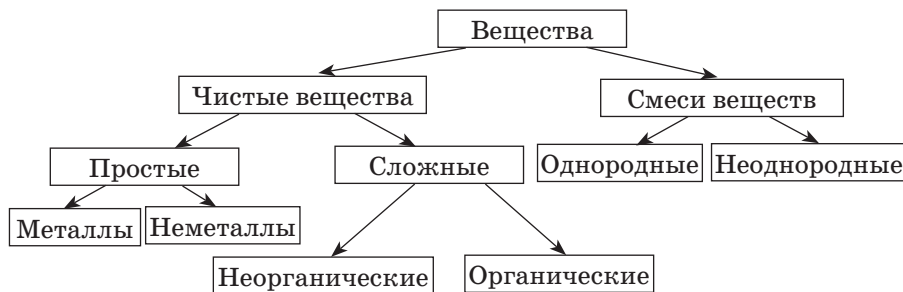 Вещества
Чистые вещества
Смеси веществ
Простые
Сложные
Однородные
Неоднородные
Металлы
Неметаллы
Неорганические
Органические